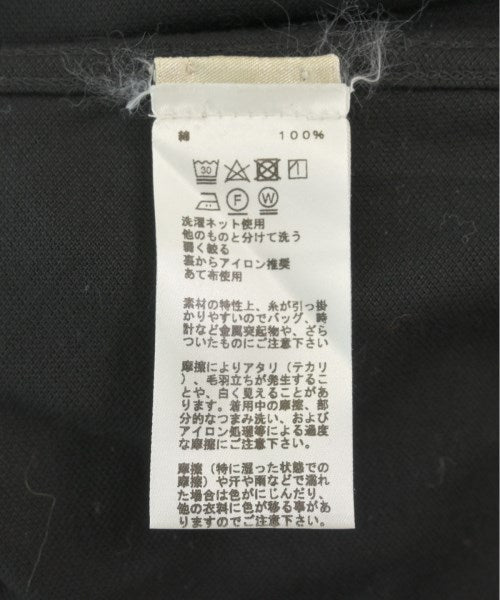 綿 100%
30
F W
洗濯ネット使用
他のものと分けて洗う
弱く絞る
裏からアイロン推奨
あて布使用
素材の特性上、糸が引っ掛
かりやすいのでバッグ、時
計など金属突起物や、ざら
ついたものにご注意下さい
摩擦によりアタリ（テカリ
）、毛羽立ちが発生するこ
とや、白く見えることがあ
ります。着用中の摩擦、部
分的なつまみ洗い、および
アイロン処理等による過度
な摩擦にご注意下さい。
摩擦（特に湿った状態での
摩擦）や汗や雨などで濡れ
た場合は色がにじんだり、
他の衣料に色が移る事があ
りますのでご注意下さい。